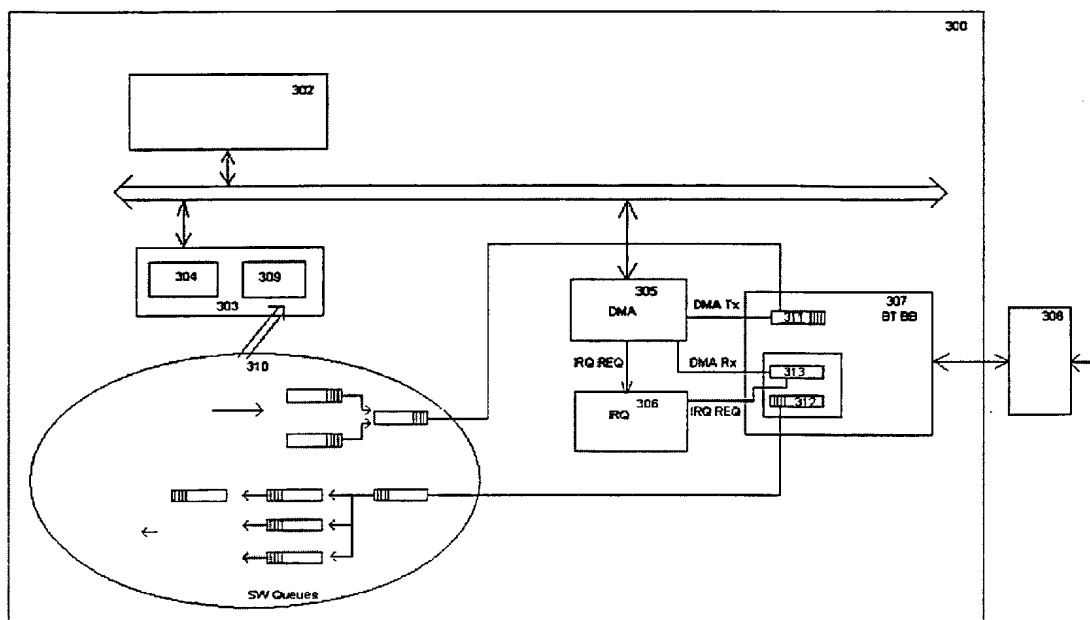 300
302
304
309
303
305
DMA
DMA Tx
311
307
BT BB
308
310
IRQ REQ
DMA Rx
313
306
IRQ
IRQ REQ
312
SW Queues